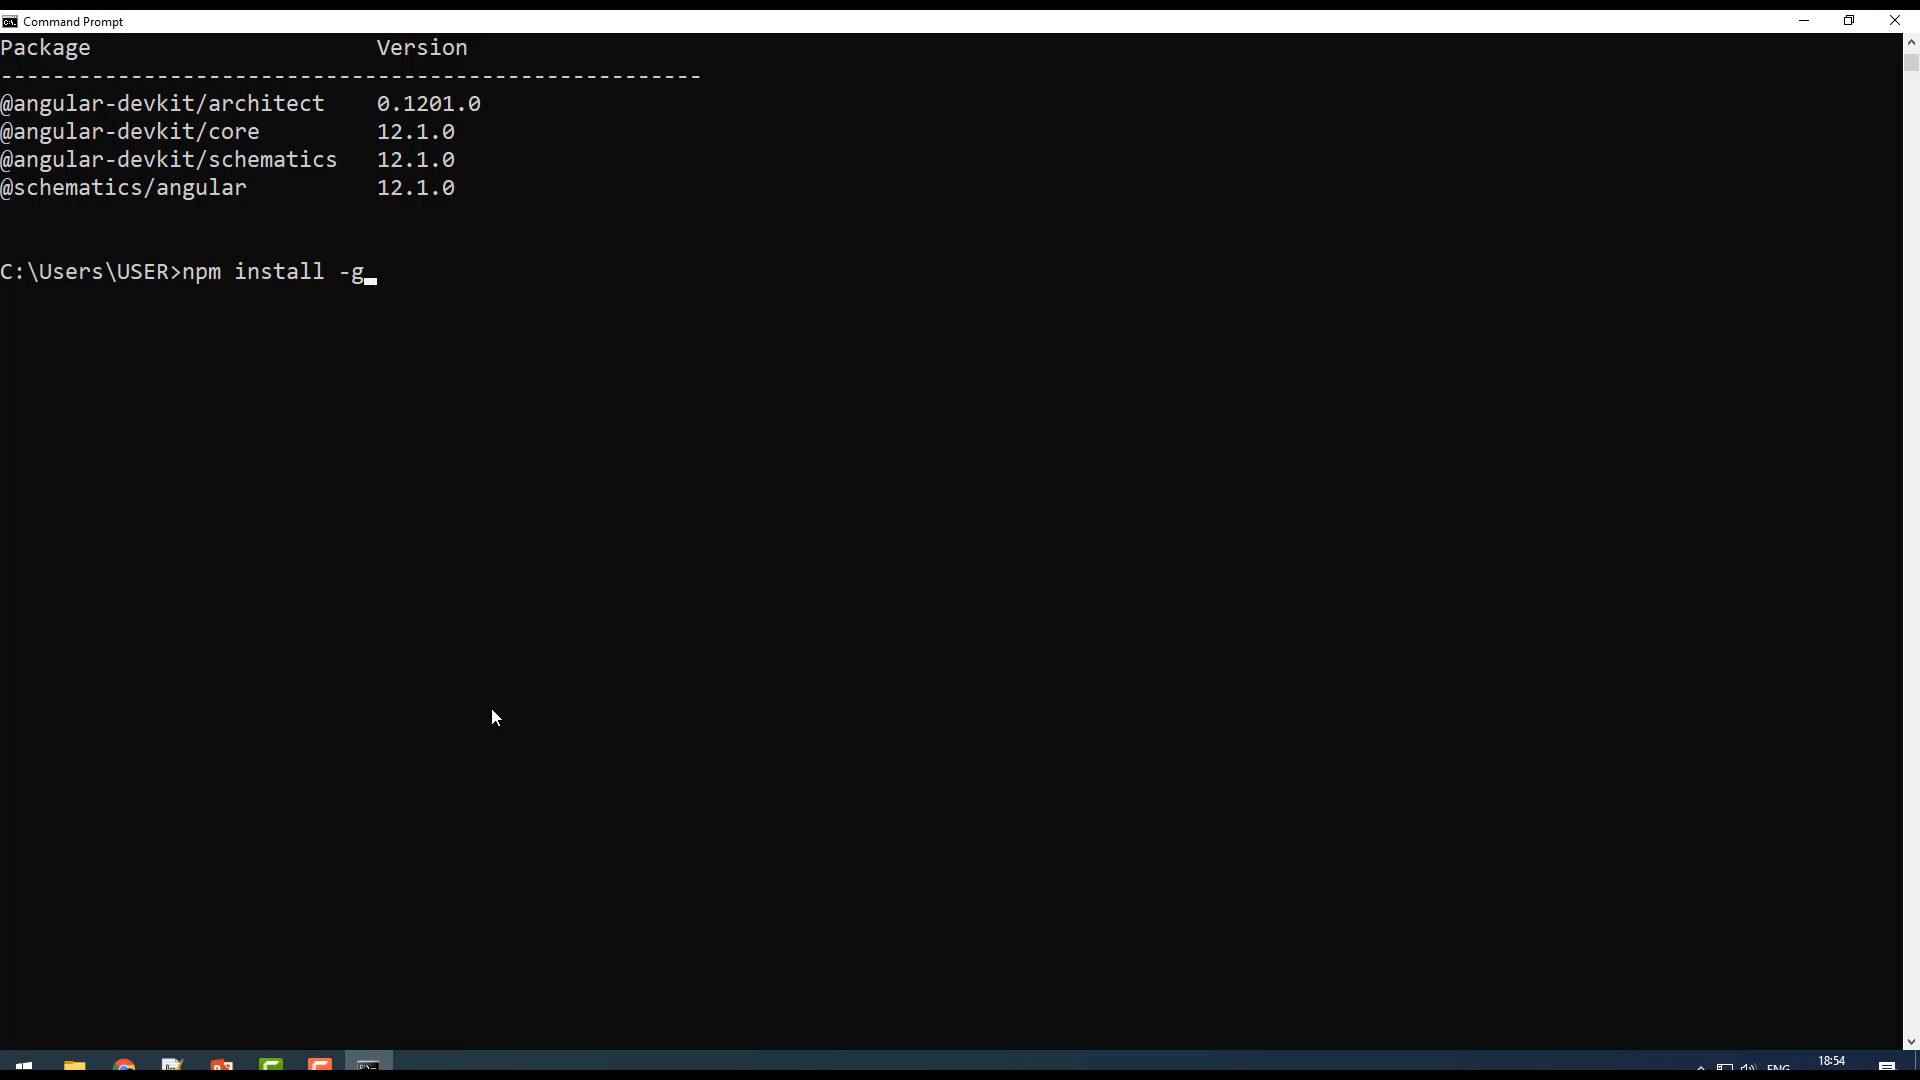 Command Prompt
Package Version
------------------------------------------------------
@angular-devkit/architect 0.1201.0
@angular-devkit/core 12.1.0
@angular-devkit/schematics 12.1.0
@schematics/angular 12.1.0
C:\Users\USER>npm install -g
18:54
ENG